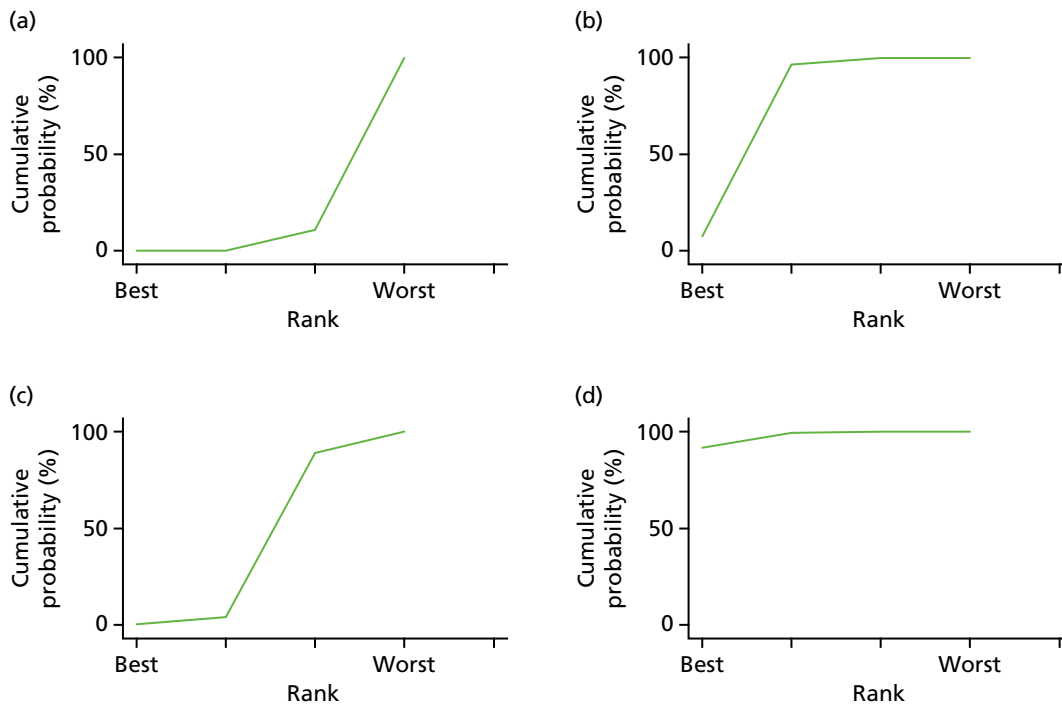 (a)
Cumulative
probability (%)
100
50
0
Best
Worst
Rank
(b)
Cumulative
probability (%)
100
50
0
Best
Worst
Rank
(c)
Cumulative
probability (%)
100
50
0
Best
Worst
Rank
(d)
Cumulative
probability (%)
100
50
0
Best
Worst
Rank